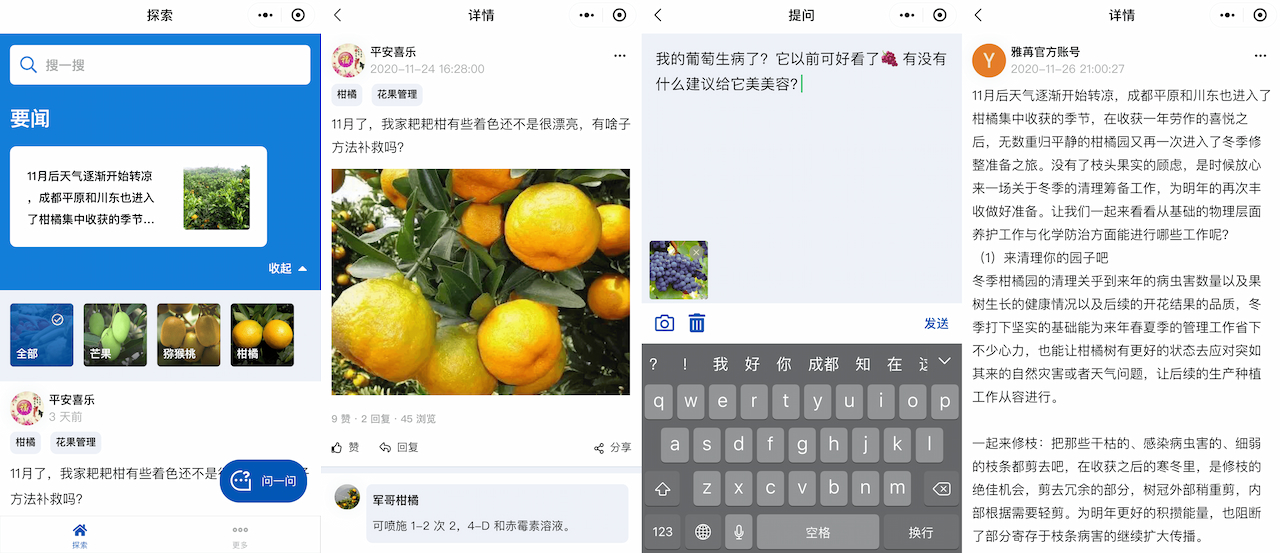 探索
搜一搜
要闻
11月后天气逐渐开始转凉
，成都平原和川东也进入
了柑橘集中收获的季节...
收起
全部
芒果
猕猴桃
柑橘
平安喜乐
3 天前
柑橘
花果管理
11月了，我家耙耙柑有些着色还不是很
子
方法补救吗？
问一问
探索
更多
详情
平安喜乐
2020-11-24 16:28:00
柑橘
花果管理
11月了，我家耙耙柑有些着色还不是很漂亮，有啥子
方法补救吗？
9 赞 · 2 回复 · 45 浏览
赞
回复
分享
军哥柑橘
可喷施 1-2 次 2，4-D 和赤霉素溶液。
提问
我的葡萄生病了？它以前可好看了🍇 有没有
什么建议给它美美容？
发送
？ ！ 我 好 你 成都 知 在
q w e r t y u i o p
a s d f g h j k l
z x c v b n m
123
空格
换行
详情
Y
雅苒官方账号
2020-11-26 21:00:27
11月后天气逐渐开始转凉，成都平原和川东也进入了
柑橘集中收获的季节，在收获一年劳作的喜悦之
后，无数重归平静的柑橘园又再一次进入了冬季修
整准备之旅。没有了枝头果实的顾虑，是时候放心
来一场关于冬季的清理筹备工作，为明年的再次丰
收做好准备。让我们一起来看看从基础的物理层面
养护工作与化学防治方面能进行哪些工作呢？
（1）来清理你的园子吧
冬季柑橘园的清理关乎到来年的病虫害数量以及果
树生长的健康情况以及后续的开花结果的品质，冬
季打下坚实的基础能为来年春夏季的管理工作省下
不少心力，也能让柑橘树有更好的状态去应对突如
其来的自然灾害或者天气问题，让后续的生产种植
工作从容进行。
一起来修枝：把那些干枯的、感染病虫害的、细弱
的枝条都剪去吧，在收获之后的寒冬里，是修枝的
绝佳机会，剪去冗余的部分，树冠外部稍重剪，内
部根据需要轻剪。为明年更好的积攒能量，也阻断
了部分寄存于枝条病害的继续扩大传播。